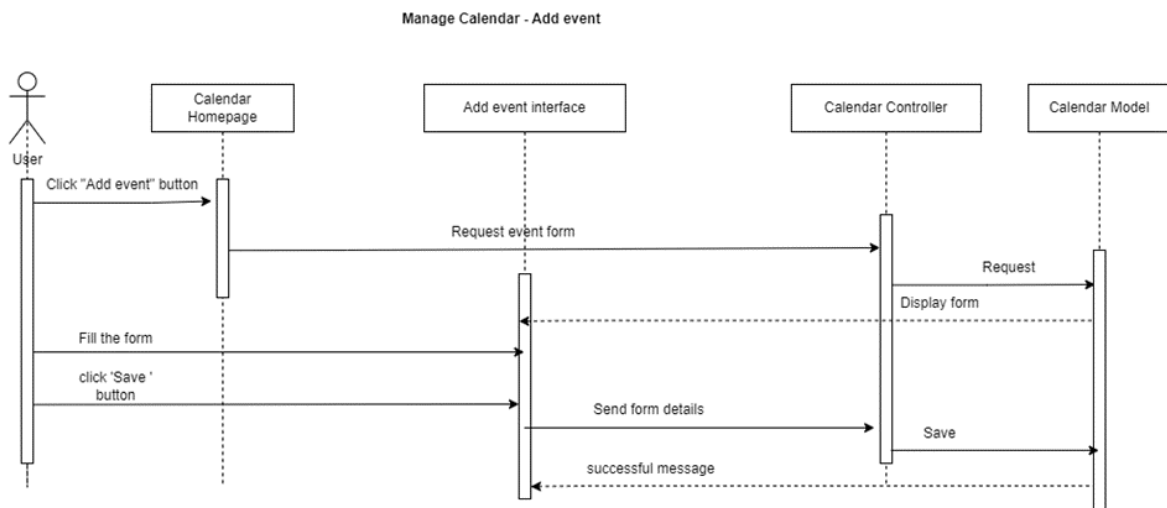 Manage Calendar - Add event
User
Calendar
Homepage
Add event interface
Calendar Controller
Calendar Model
Click "Add event" button
Request event form
Request
Display form
Fill the form
click 'Save '
button
Send form details
Save
successful message